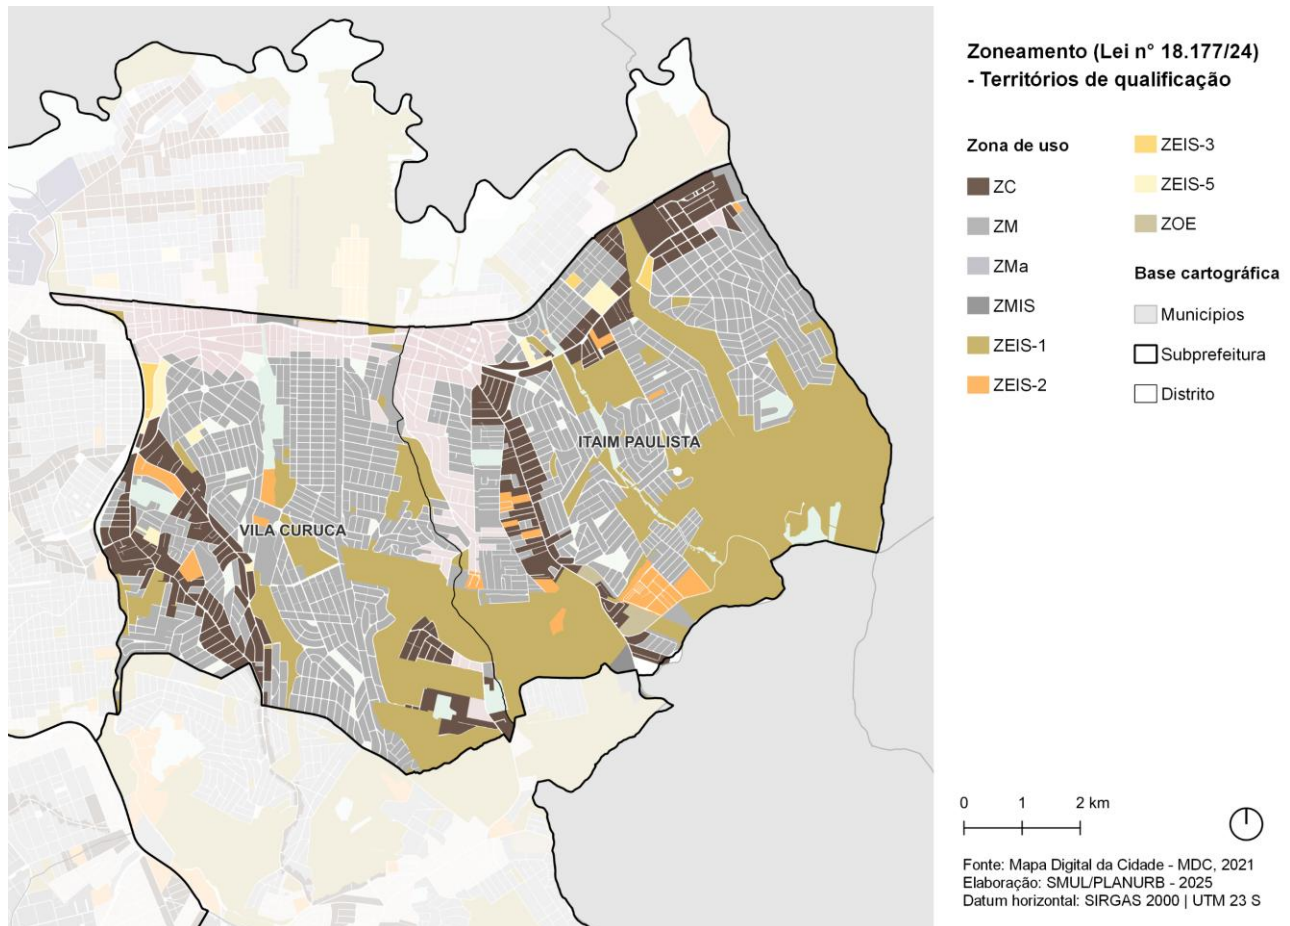 Zoneamento (Lei n° 18.177/24)
- Territórios de qualificação
Zona de uso
ZC
ZM
ZMa
ZMIS
ZEIS-1
ZEIS-2
ZEIS-3
ZEIS-5
ZOE
Base cartográfica
Municípios
Subprefeitura
Distrito
ITAIM PAULISTA
VILA CURUCA
0 1 2 km
Fonte: Mapa Digital da Cidade - MDC, 2021
Elaboração: SMUL/PLANURB - 2025
Datum horizontal: SIRGAS 2000 | UTM 23 S